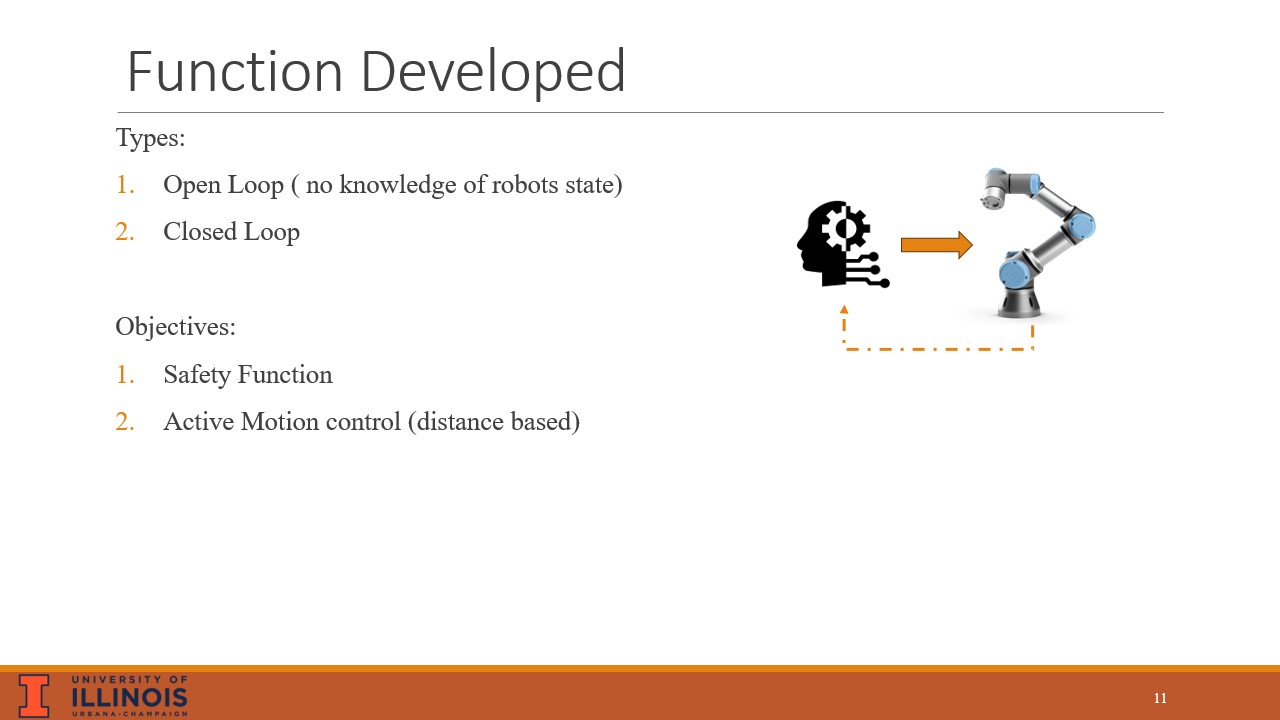 Function Developed
Types:
1. Open Loop ( no knowledge of robots state)
2. Closed Loop
Objectives:
1. Safety Function
2. Active Motion control (distance based)
UNIVERSITY OF
ILLINOIS
URBANA-CHAMPAIGN
11